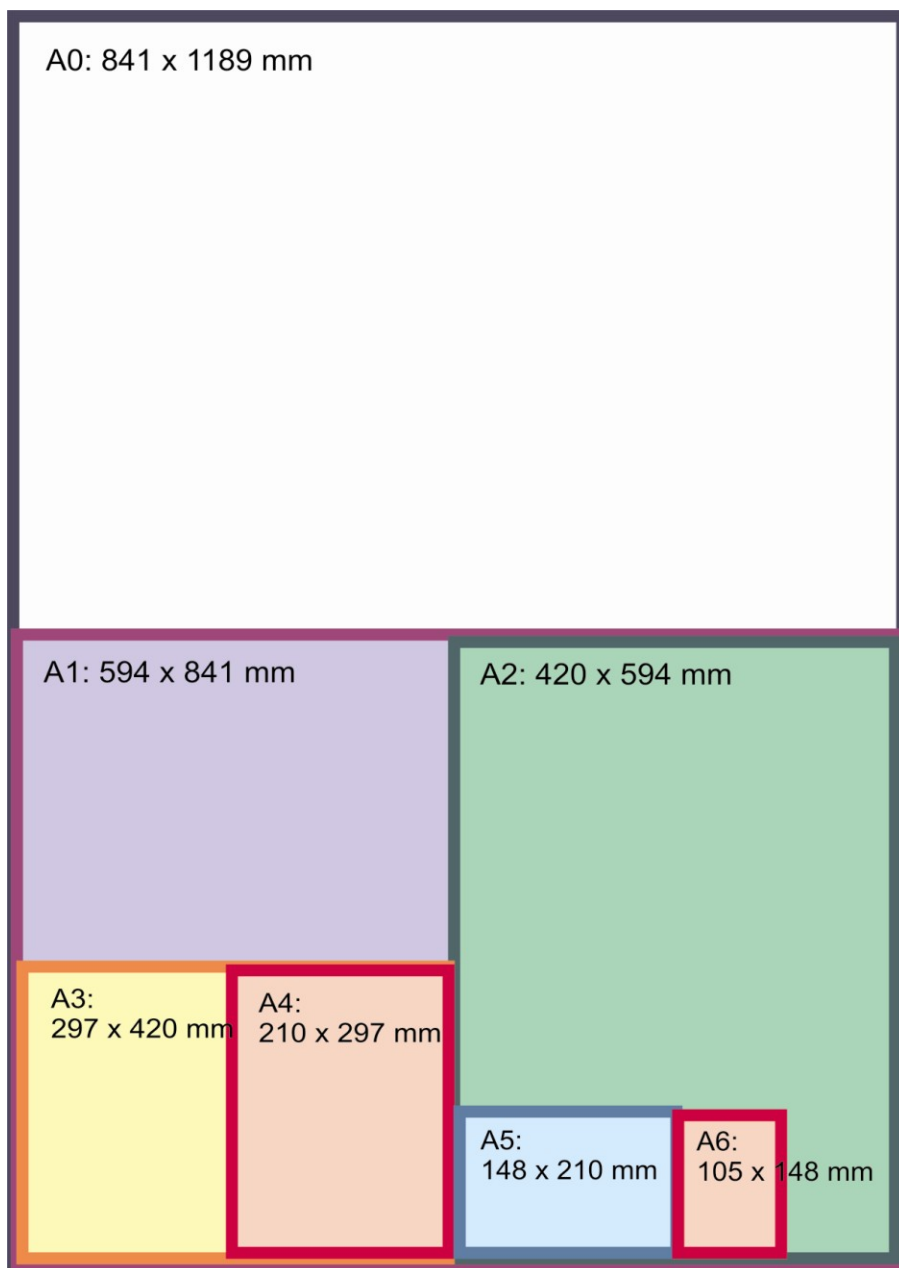 A0: 841 x 1189 mm
A1: 594 x 841 mm
A2: 420 x 594 mm
A3:
297 x 420 mm
A4:
210 x 297 mm
A5:
148 x 210 mm
A6:
105 x 148 mm